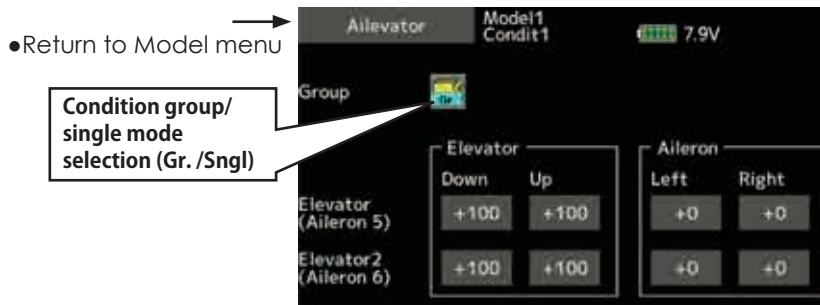 Ailevator
Model1
Condit1
7.9V
●Return to Model menu
Group
Gr.
Condition group/
single mode
selection (Gr. /Sngl)
Elevator
Aileron
Down
Up
Left
Right
Elevator
(Aileron 5)
+100
+100
+0
+0
Elevator2
(Aileron 6)
+100
+100
+0
+0